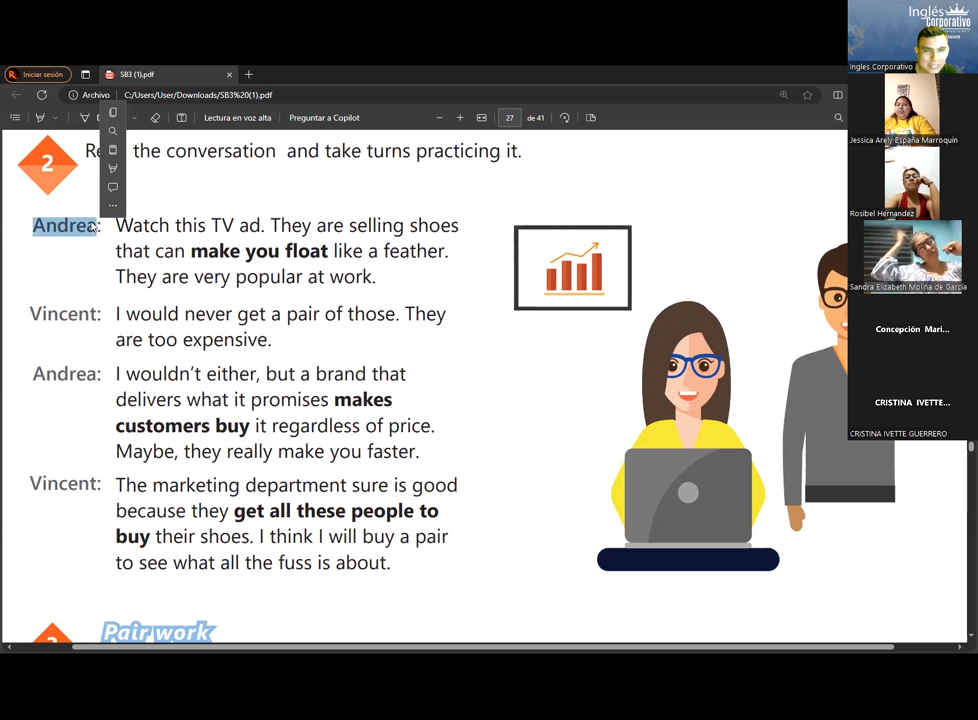 Inglés
Corporativo
Ingles Corporativo
Iniciar sesión
SB3 (1).pdf
Archivo
C:/Users/User/Downloads/SB3%20(1).pdf
Lectura en voz alta
Preguntar a Copilot
27
de 41
2
the conversation and take turns practicing it.
Andrea: Watch this TV ad. They are selling shoes
that can make you float like a feather.
They are very popular at work.
Vincent: I would never get a pair of those. They
are too expensive.
Andrea: I wouldn't either, but a brand that
delivers what it promises makes
customers buy it regardless of price.
Maybe, they really make you faster.
Vincent: The marketing department sure is good
because they get all these people to
buy their shoes. I think I will buy a pair
to see what all the fuss is about.
Pair work
Jessica Arely España Marroquin
Rosibel Hernandez
Sandra Elizabeth Molina de García
Concepción Mari...
CRISTINA IVETTE...
CRISTINA IVETTE GUERRERO